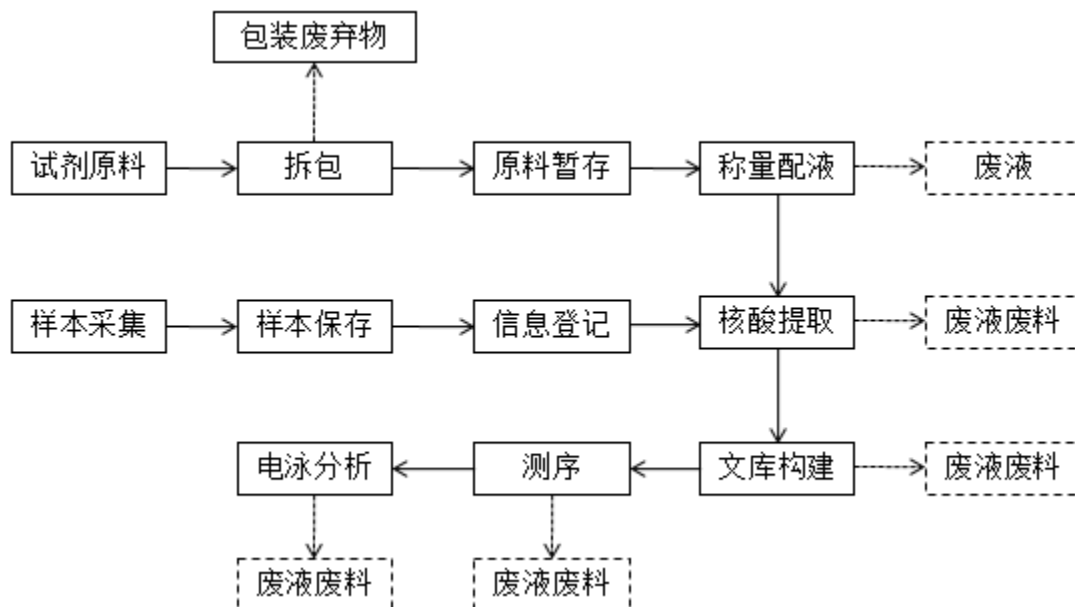 包装废弃物
试剂原料
拆包
原料暂存
称量配液
废液
样本采集
样本保存
信息登记
核酸提取
废液废料
电泳分析
测序
文库构建
废液废料
废液废料
废液废料